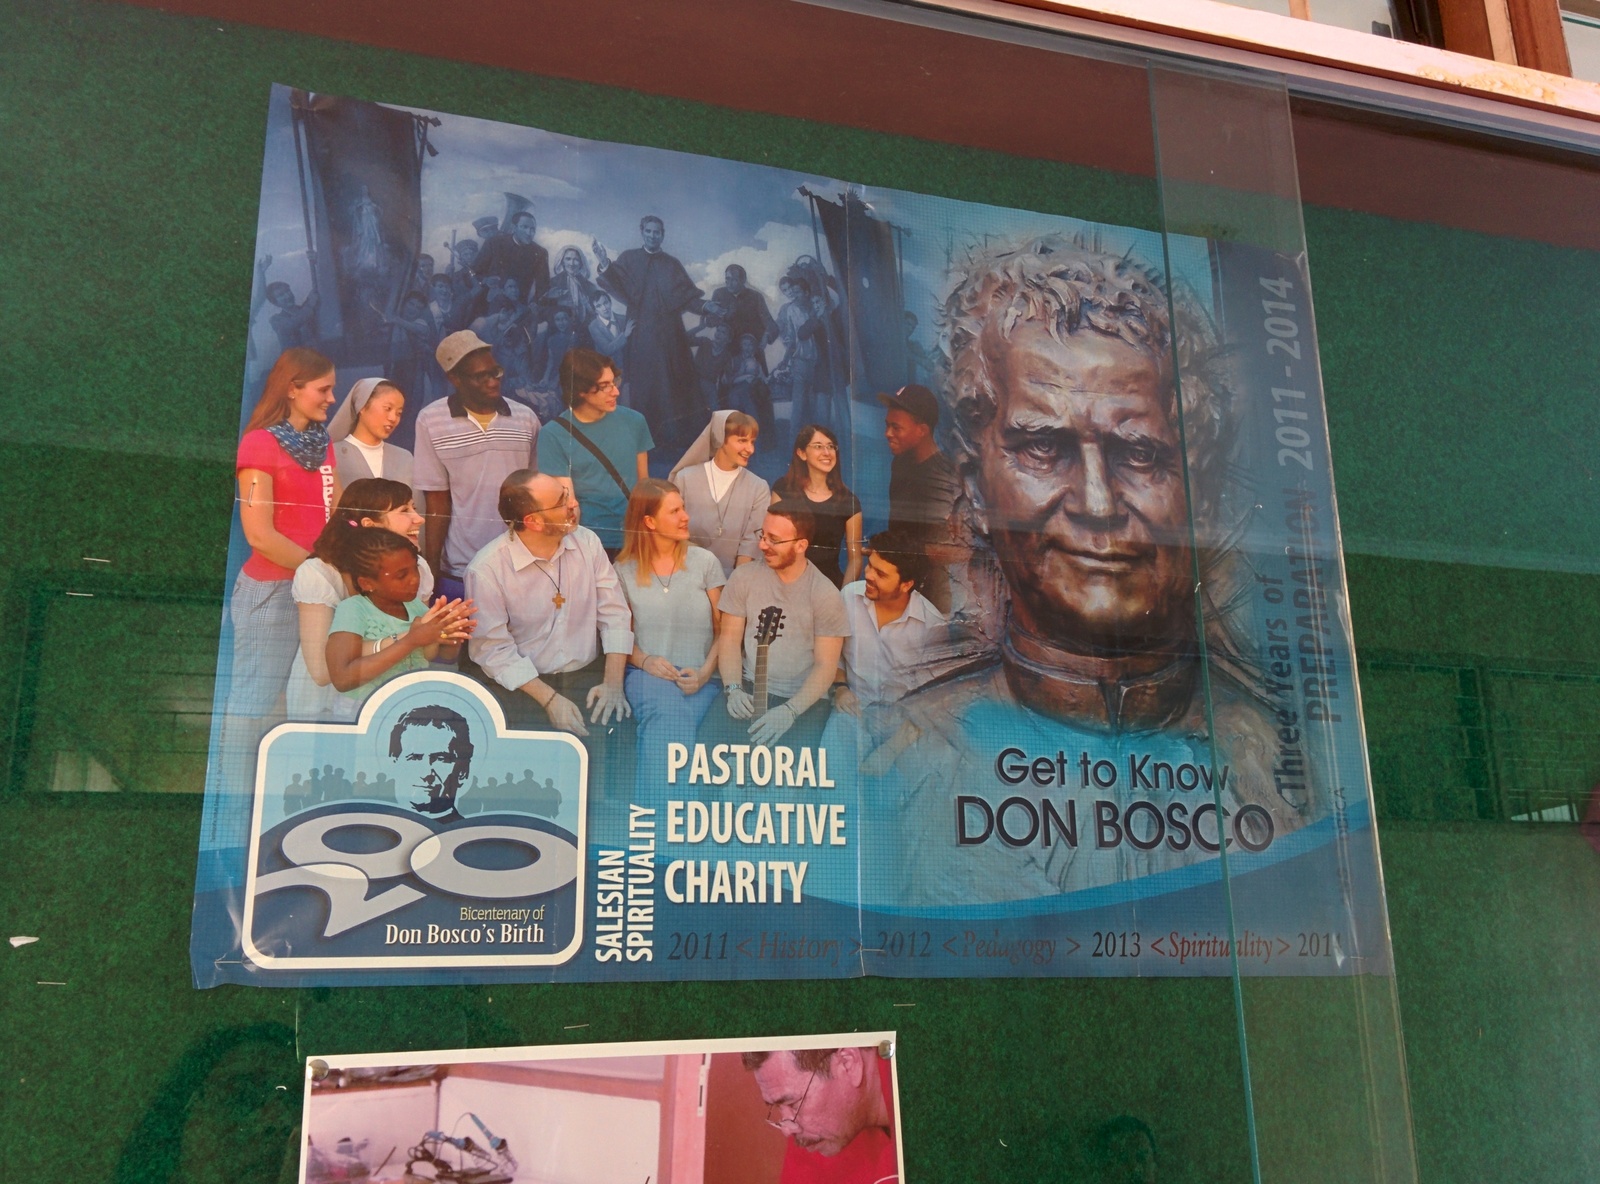 Bicentenary of
Don Bosco's Birth
SALESIAN
SPIRITUALITY
PASTORAL
EDUCATIVE
CHARITY
Get to Know
DON BOSCO
Three Years of
PREPARATION 2011-2014
2011 < History > 2012 < Pedagogy > 2013 < Spirituality > 201